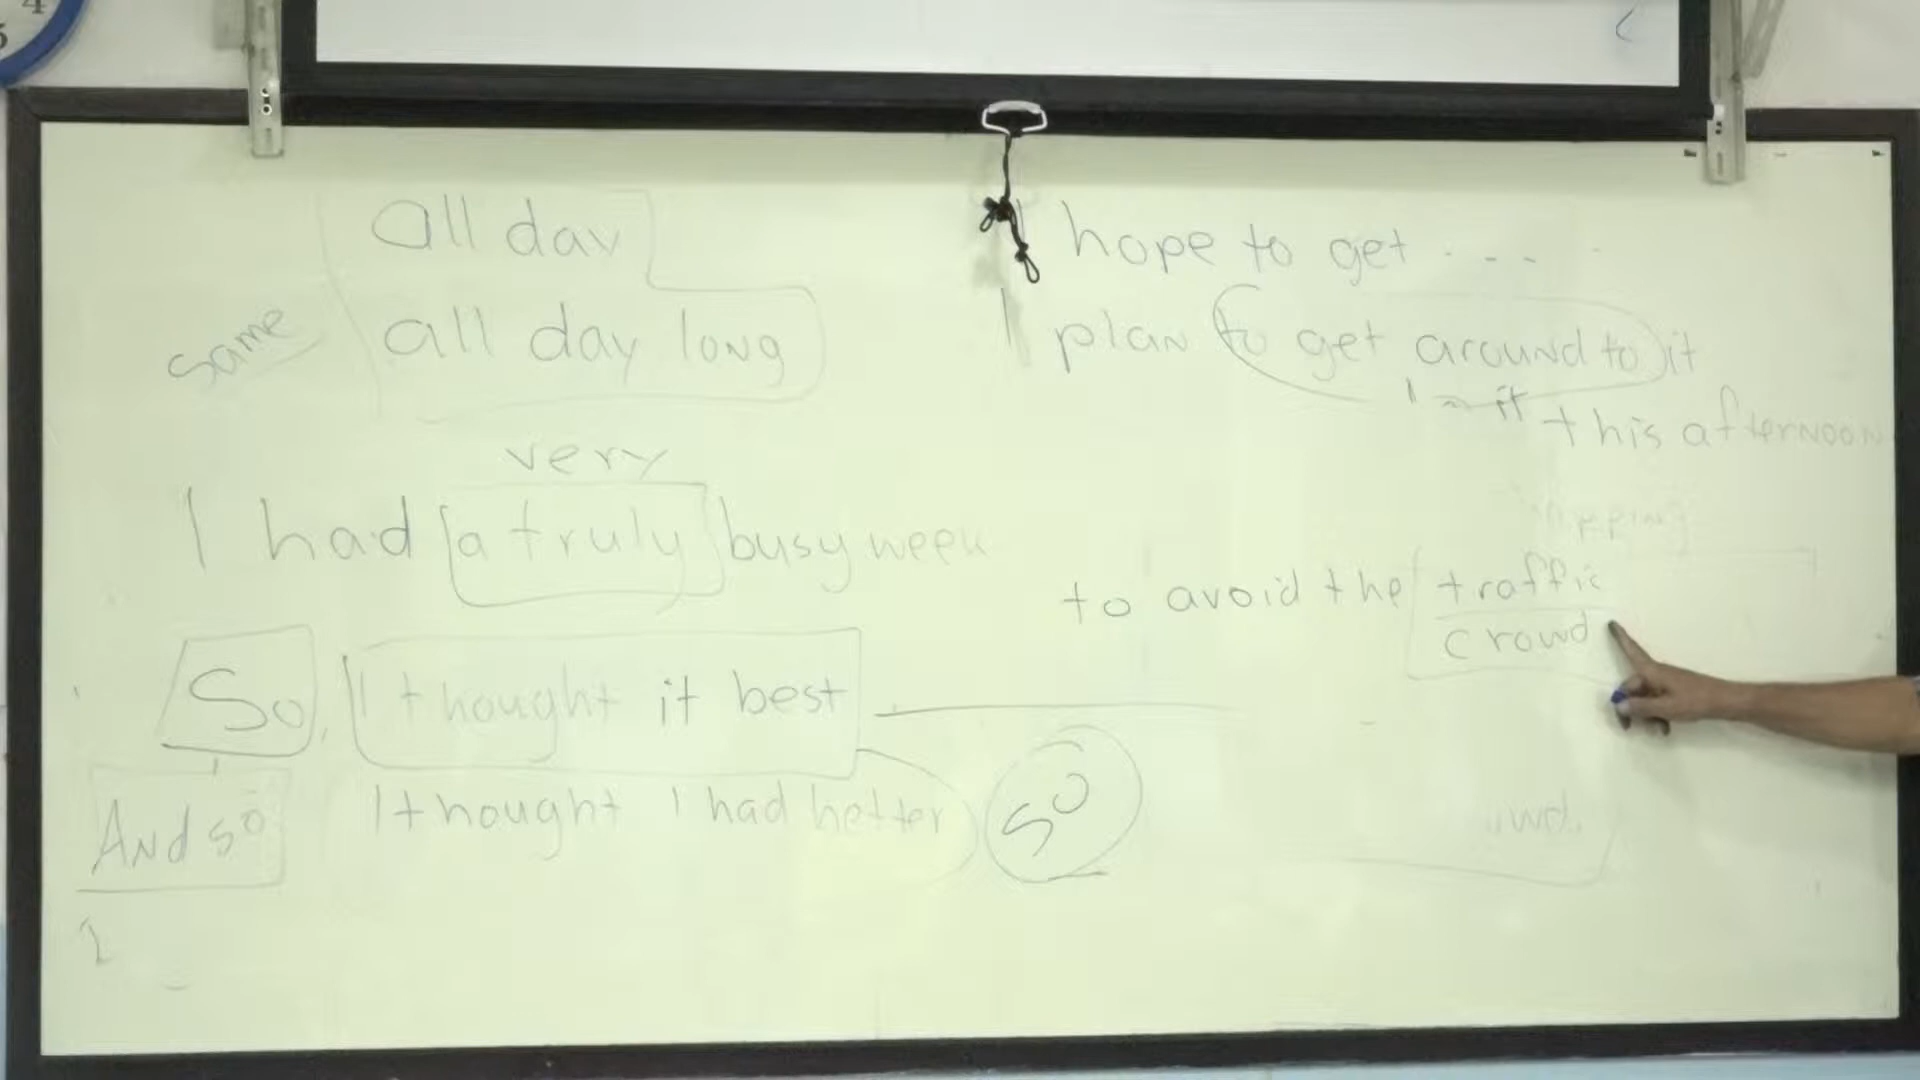 4
5
all day
same all day long
very
I had a truly busy week
So, I thought it best
And so I thought I had better so
I hope to get ....
I plan to get around to it
it this afternoon
to avoid the traffic
crowd